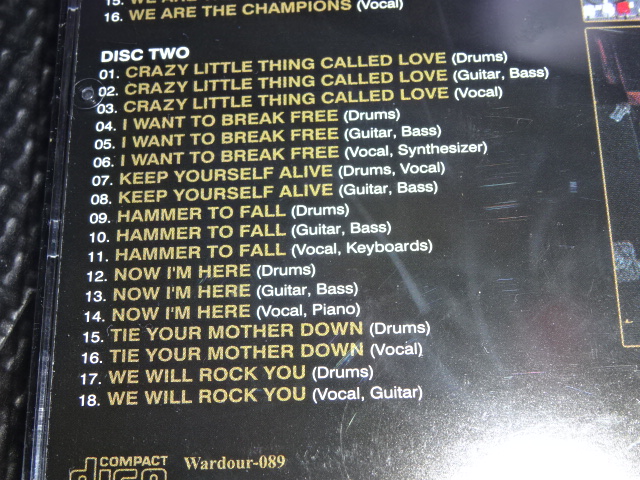 16. WE ARE THE CHAMPIONS (Vocal)
DISC TWO
01. CRAZY LITTLE THING CALLED LOVE (Drums)
02. CRAZY LITTLE THING CALLED LOVE (Guitar, Bass)
03. CRAZY LITTLE THING CALLED LOVE (Vocal)
04. I WANT TO BREAK FREE (Drums)
05. I WANT TO BREAK FREE (Guitar, Bass)
06. I WANT TO BREAK FREE (Vocal, Synthesizer)
07. KEEP YOURSELF ALIVE (Drums, Vocal)
08. KEEP YOURSELF ALIVE (Guitar, Bass)
09. HAMMER TO FALL (Drums)
10. HAMMER TO FALL (Guitar, Bass)
11. HAMMER TO FALL (Vocal, Keyboards)
12. NOW I'M HERE (Drums)
13. NOW I'M HERE (Guitar, Bass)
14. NOW I'M HERE (Vocal, Piano)
15. TIE YOUR MOTHER DOWN (Drums)
16. TIE YOUR MOTHER DOWN (Vocal)
17. WE WILL ROCK YOU (Drums)
18. WE WILL ROCK YOU (Vocal, Guitar)
COMPACT
disc
Wardour-089